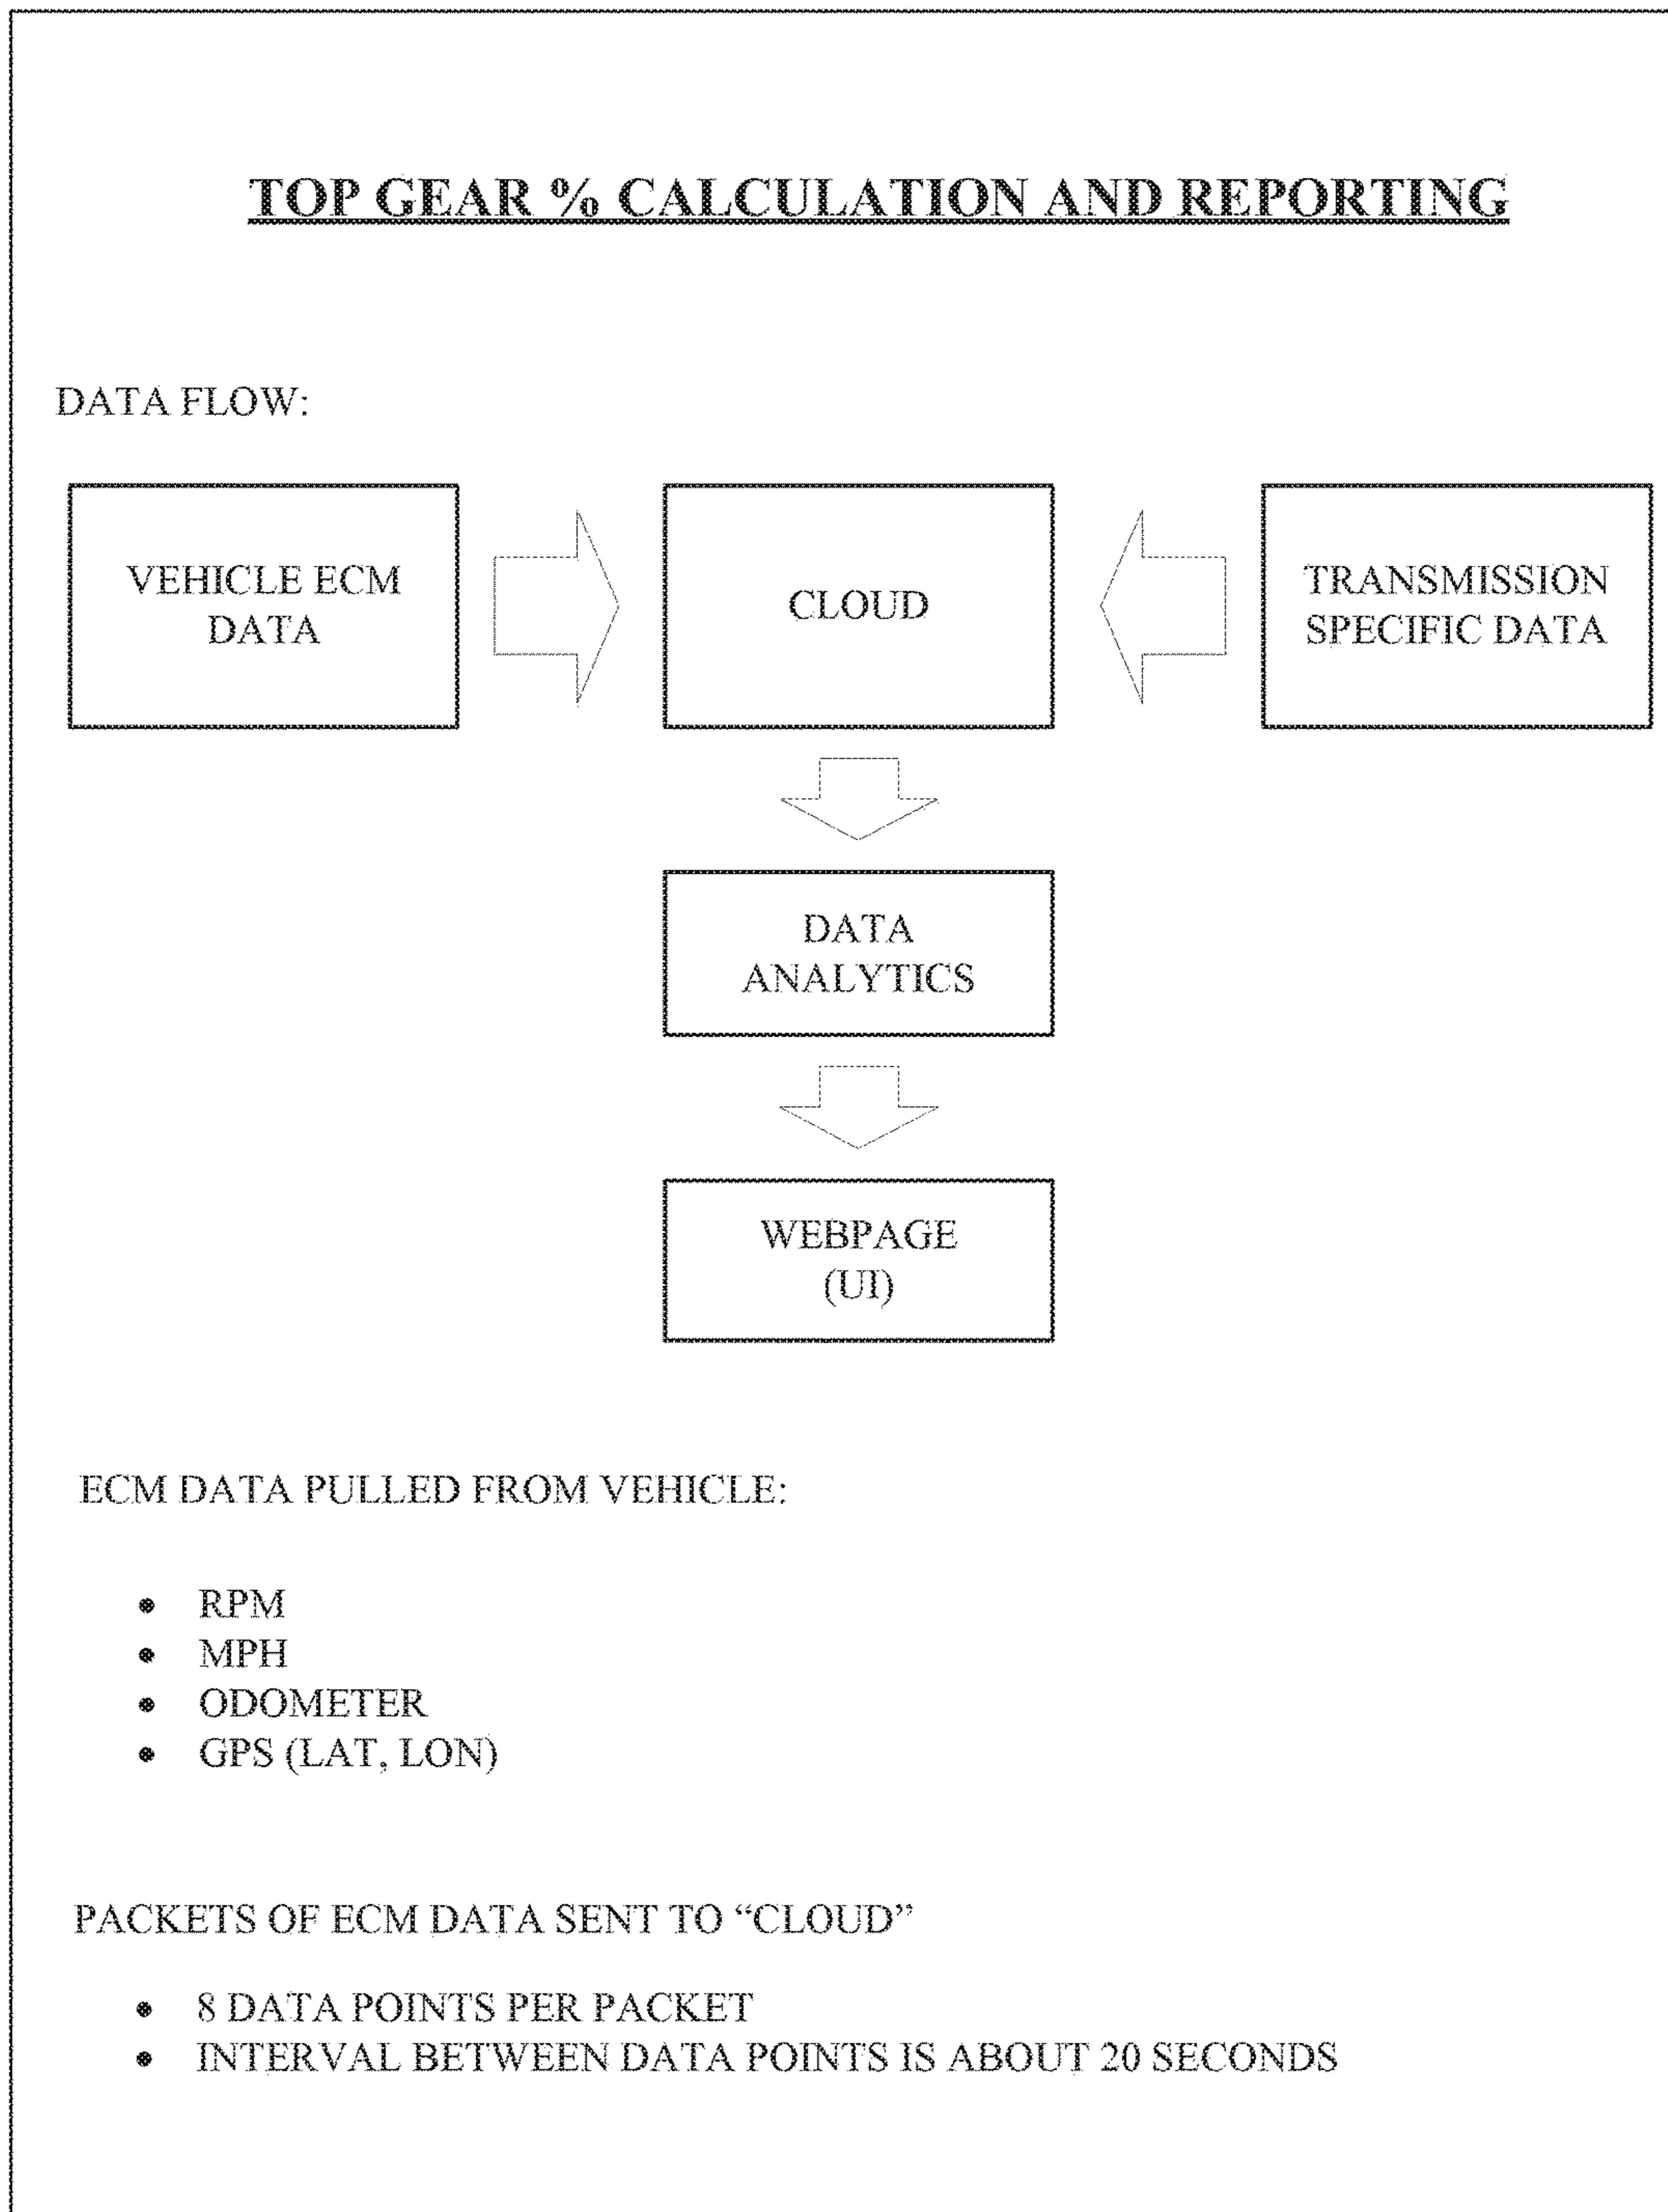 TOP GEAR % CALCULATION AND REPORTING
DATA FLOW:
VEHICLE ECM
DATA
CLOUD
TRANSMISSION
SPECIFIC DATA
DATA
ANALYTICS
WEBPAGE
(UI)
ECM DATA PULLED FROM VEHICLE:
• RPM
• MPH
• ODOMETER
• GPS (LAT, LON)
PACKETS OF ECM DATA SENT TO “CLOUD”
• 8 DATA POINTS PER PACKET
• INTERVAL BETWEEN DATA POINTS IS ABOUT 20 SECONDS